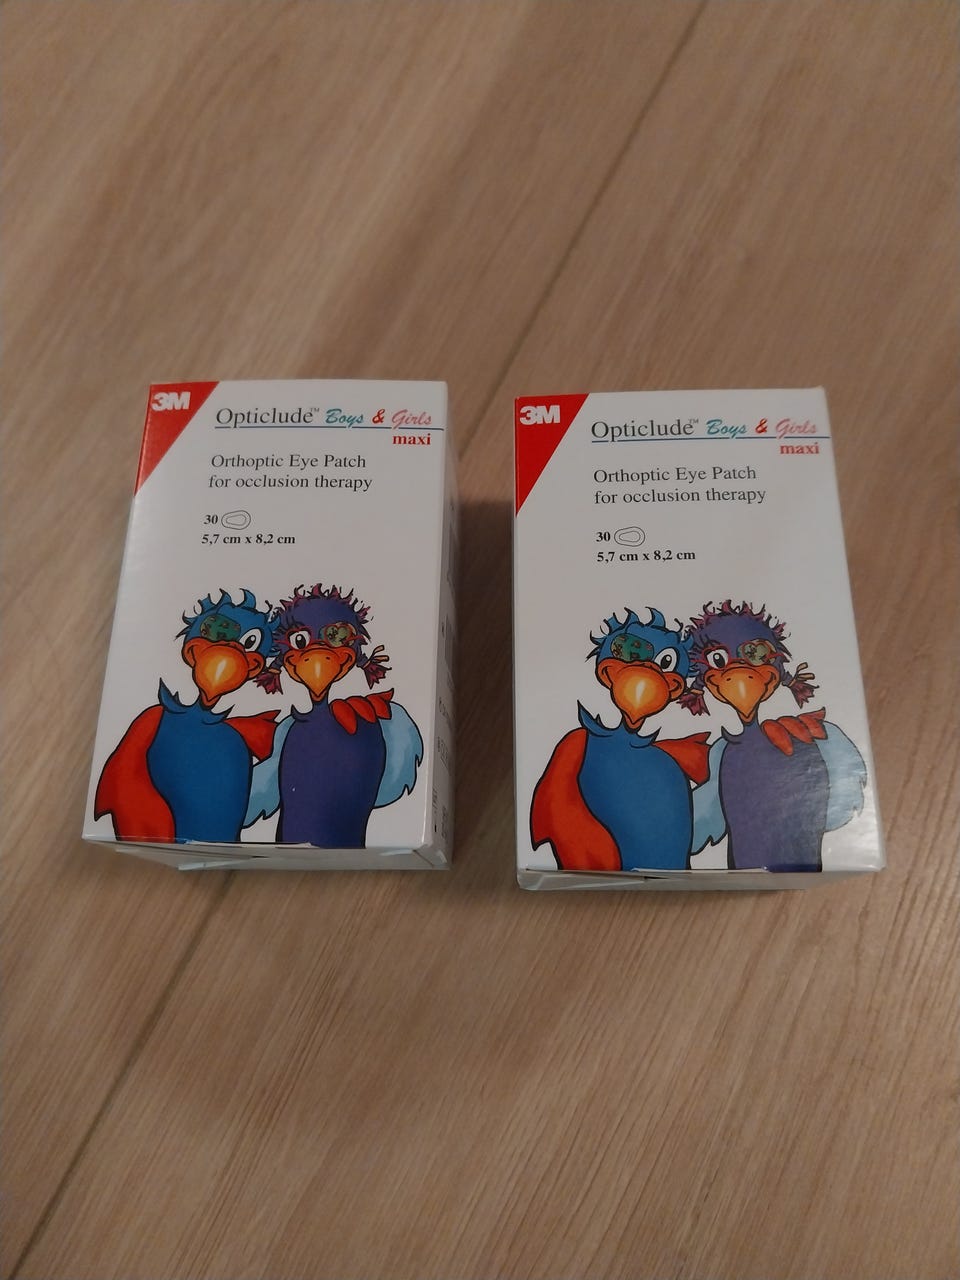 3M
Opticlude™ Boys & Girls
maxi
Orthoptic Eye Patch
for occlusion therapy
30
5,7 cm x 8,2 cm
3M
Opticlude™ Boys & Girls
maxi
Orthoptic Eye Patch
for occlusion therapy
30
5,7 cm x 8,2 cm